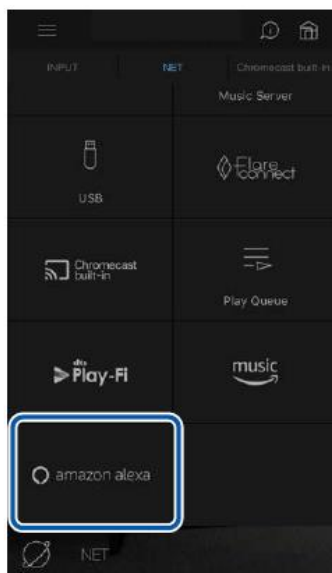 INPUT NET Chromecast built-in
Music Server
USB
Flare
connect
Chromecast
built-in
Play Queue
dts
Play-Fi
music
amazon alexa
NET